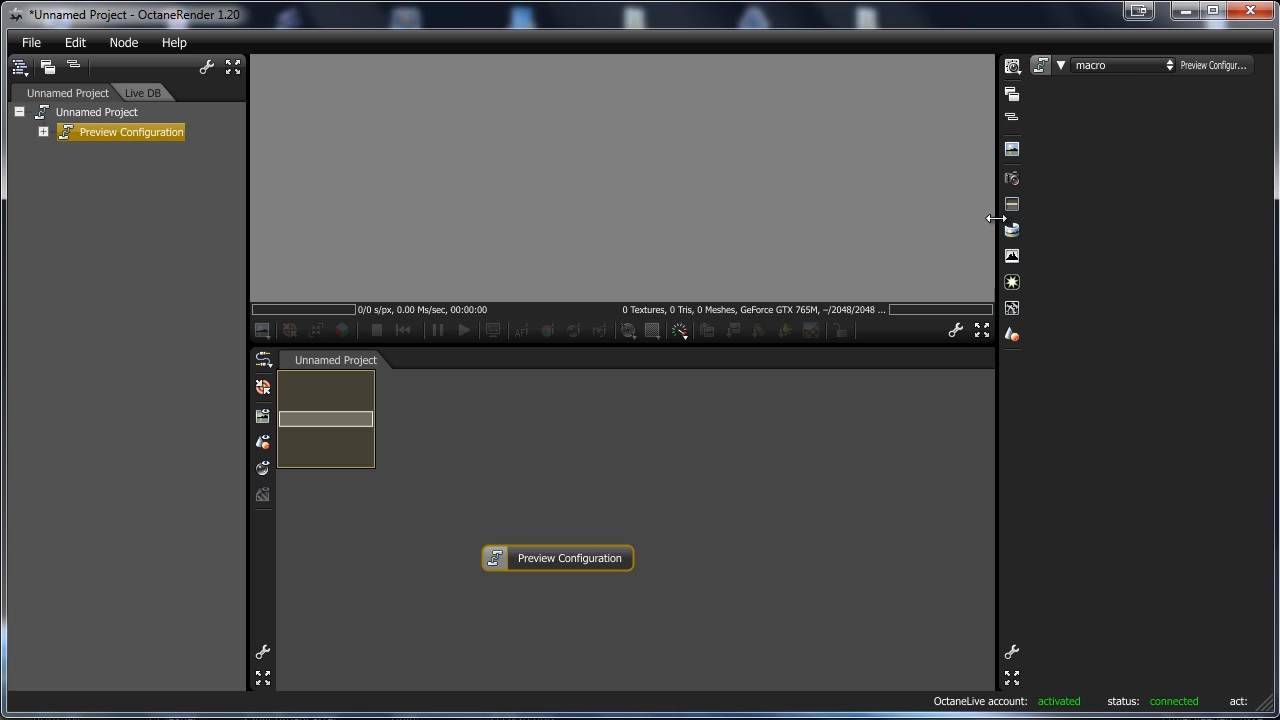 *Unnamed Project - OctaneRender 1.20
File Edit Node Help
macro Preview Configur...
Unnamed Project Live DB
Unnamed Project
Preview Configuration
0/0 s/px, 0.00 Ms/sec, 00:00:00 0 Textures, 0 Tris, 0 Meshes, GeForce GTX 765M, ~/2048/2048 ...
Unnamed Project
Preview Configuration
OctaneLive account: activated status: connected act: